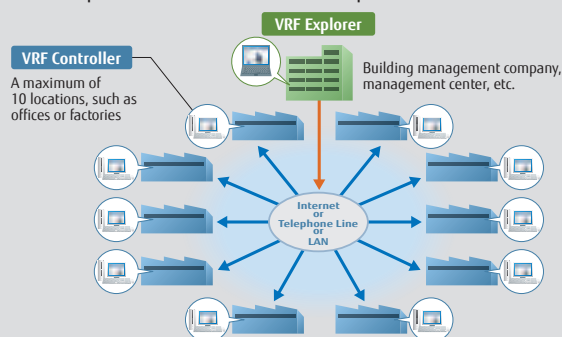 VRF Explorer
VRF Controller
A maximum of
10 locations, such as
offices or factories
Building management company,
management center, etc.
Internet
or
Telephone Line
or
LAN